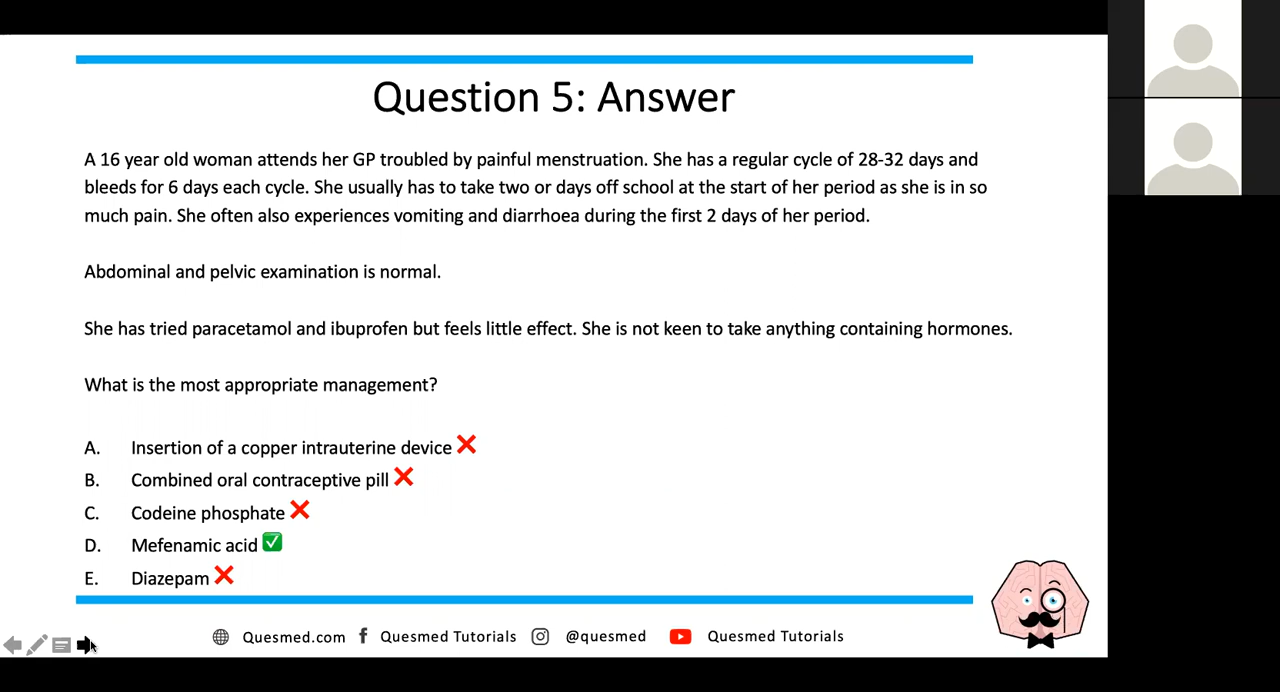 Question 5: Answer
A 16 year old woman attends her GP troubled by painful menstruation. She has a regular cycle of 28-32 days and
bleeds for 6 days each cycle. She usually has to take two or days off school at the start of her period as she is in so
much pain. She often also experiences vomiting and diarrhoea during the first 2 days of her period.
Abdominal and pelvic examination is normal.
She has tried paracetamol and ibuprofen but feels little effect. She is not keen to take anything containing hormones.
What is the most appropriate management?
A. Insertion of a copper intrauterine device
B. Combined oral contraceptive pill
C. Codeine phosphate
D. Mefenamic acid
E. Diazepam
Quesmed.com Quesmed Tutorials @quesmed Quesmed Tutorials